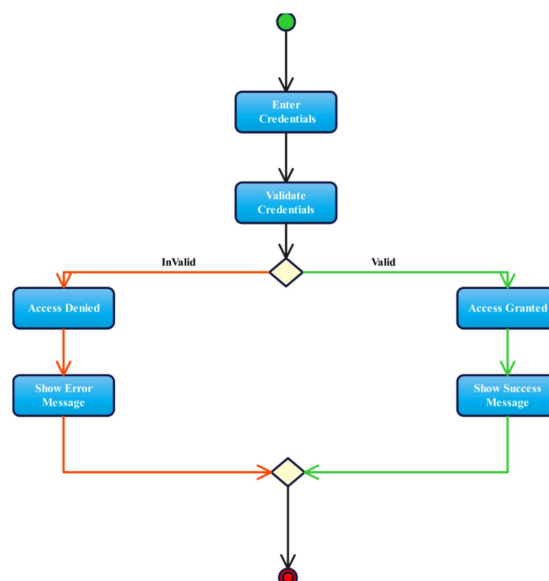 Enter
Credentials
Validate
Credentials
InValid
Valid
Access Denied
Access Granted
Show Error
Message
Show Success
Message